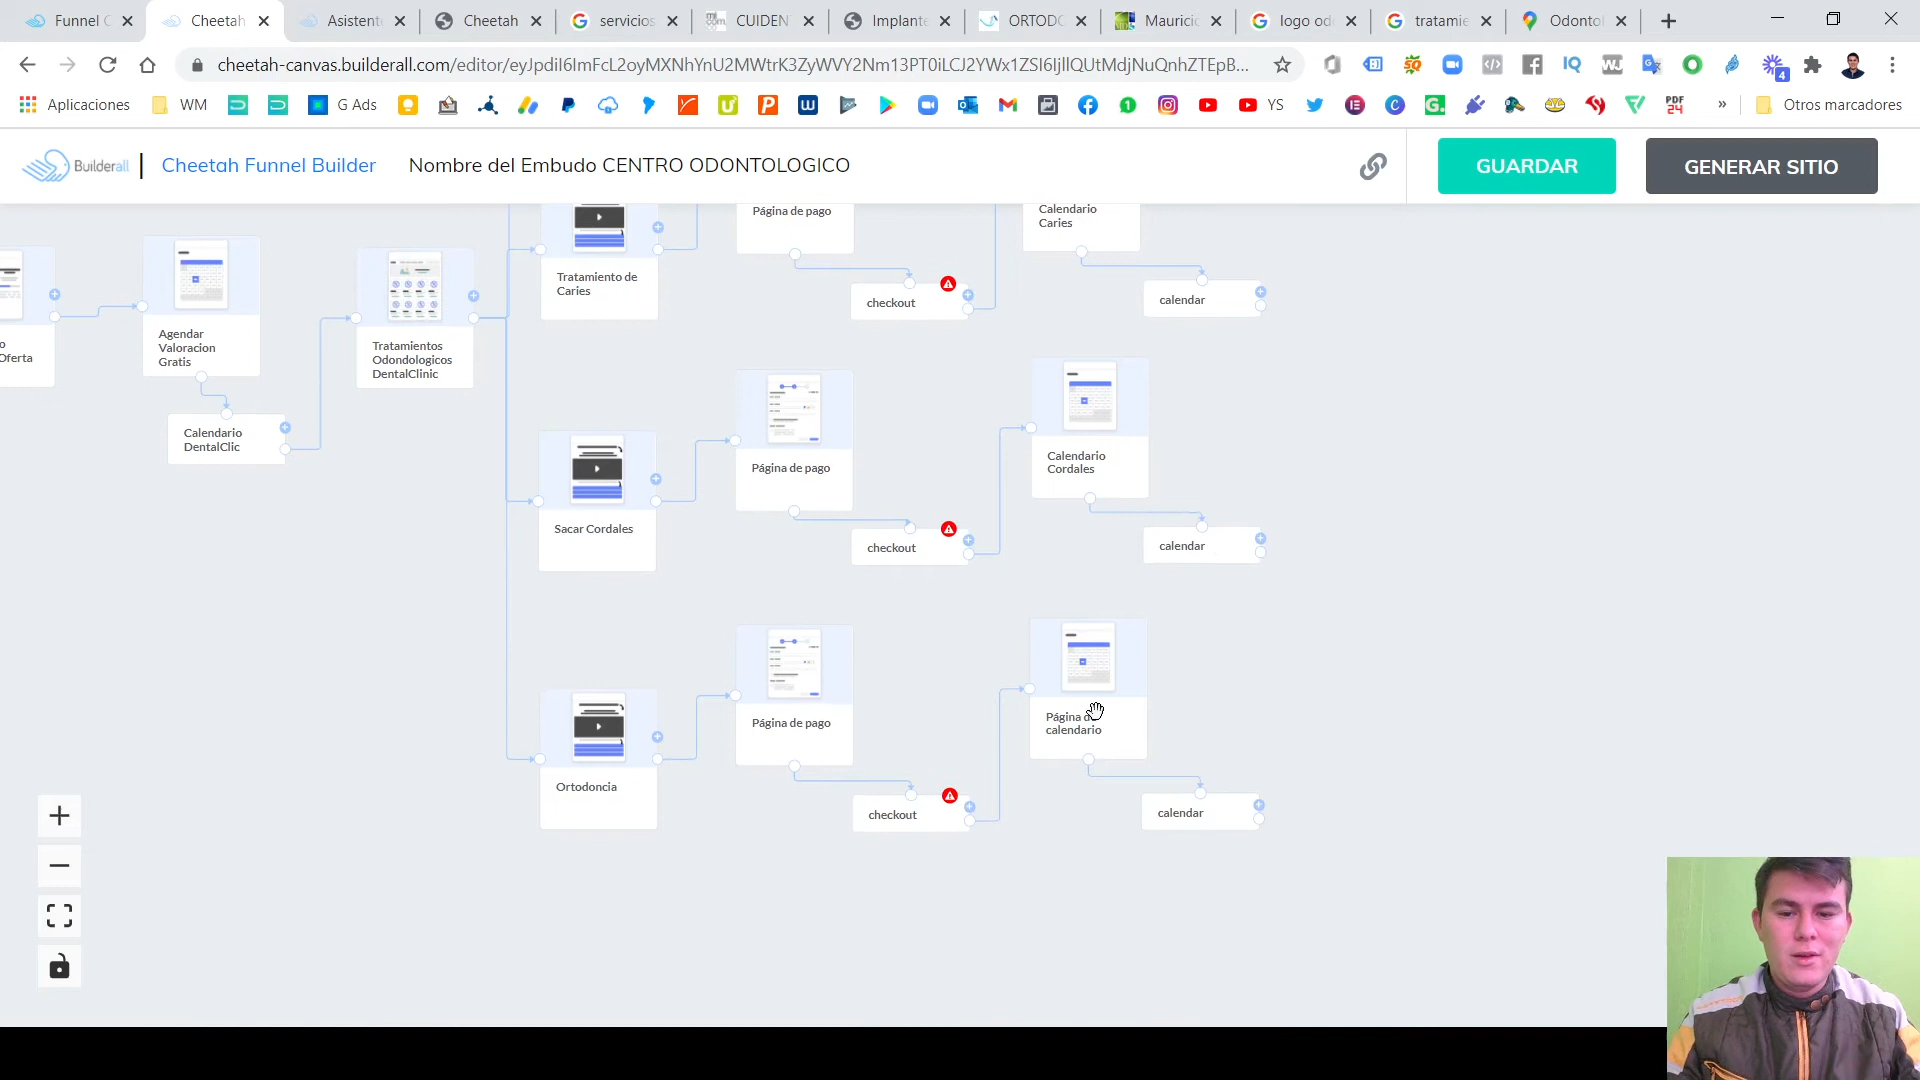 Funnel C
Cheetah
Asistent
Cheetah
servicios
CUIDEN
Implante
ORTODO
Mauricio
logo od
tratamie
Odontol
cheetah-canvas.builderall.com/editor/
Aplicaciones
WM
G Ads
YS
Otros marcadores
Builderall
Cheetah Funnel Builder
Nombre del Embudo CENTRO ODONTOLOGICO
GUARDAR
GENERAR SITIO
Página de pago
Calendario
Caries
Tratamiento de
Caries
checkout
calendar
Oferta
Agendar
Valoracion
Gratis
Tratamientos
Odondologicos
DentalClinic
Calendario
DentalClic
Página de pago
Calendario
Cordales
Sacar Cordales
checkout
calendar
Página de pago
Página
calendario
Ortodoncia
checkout
calendar